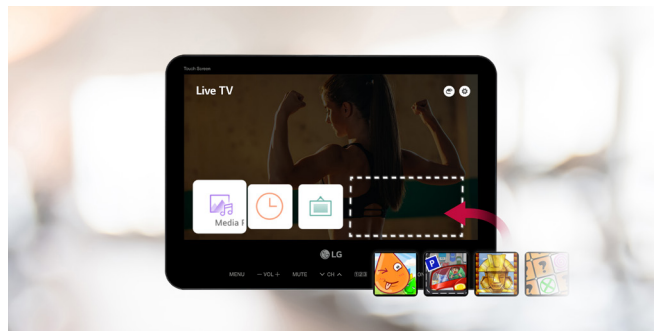 Touch Screen
Live TV
Media
LG
MENU
− VOL +
MUTE
CH
P